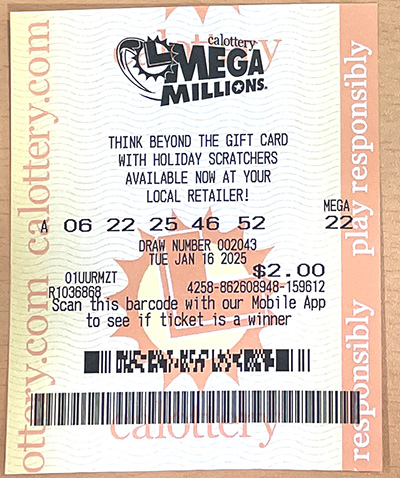 calottery
MEGA
MILLIONS
THINK BEYOND THE GIFT CARD
WITH HOLIDAY SCRATCHERS
AVAILABLE NOW AT YOUR
LOCAL RETAILER!
MEGA
A 06 22 25 46 52 22
DRAW NUMBER 002043
TUE JAN 16 2025
$2.00
01UURMZT
R1036868 4258-862608948-159612
Scan this barcode with our Mobile App
to see if ticket is a winner
calottery
ottery.com calottery.com
play responsibly
responsibly